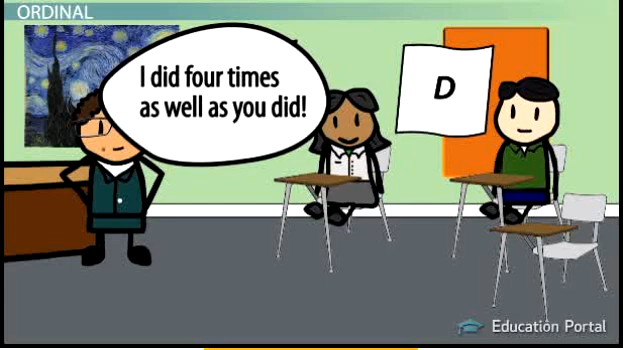 ORDINAL
I did four times
as well as you did!
D
Education Portal